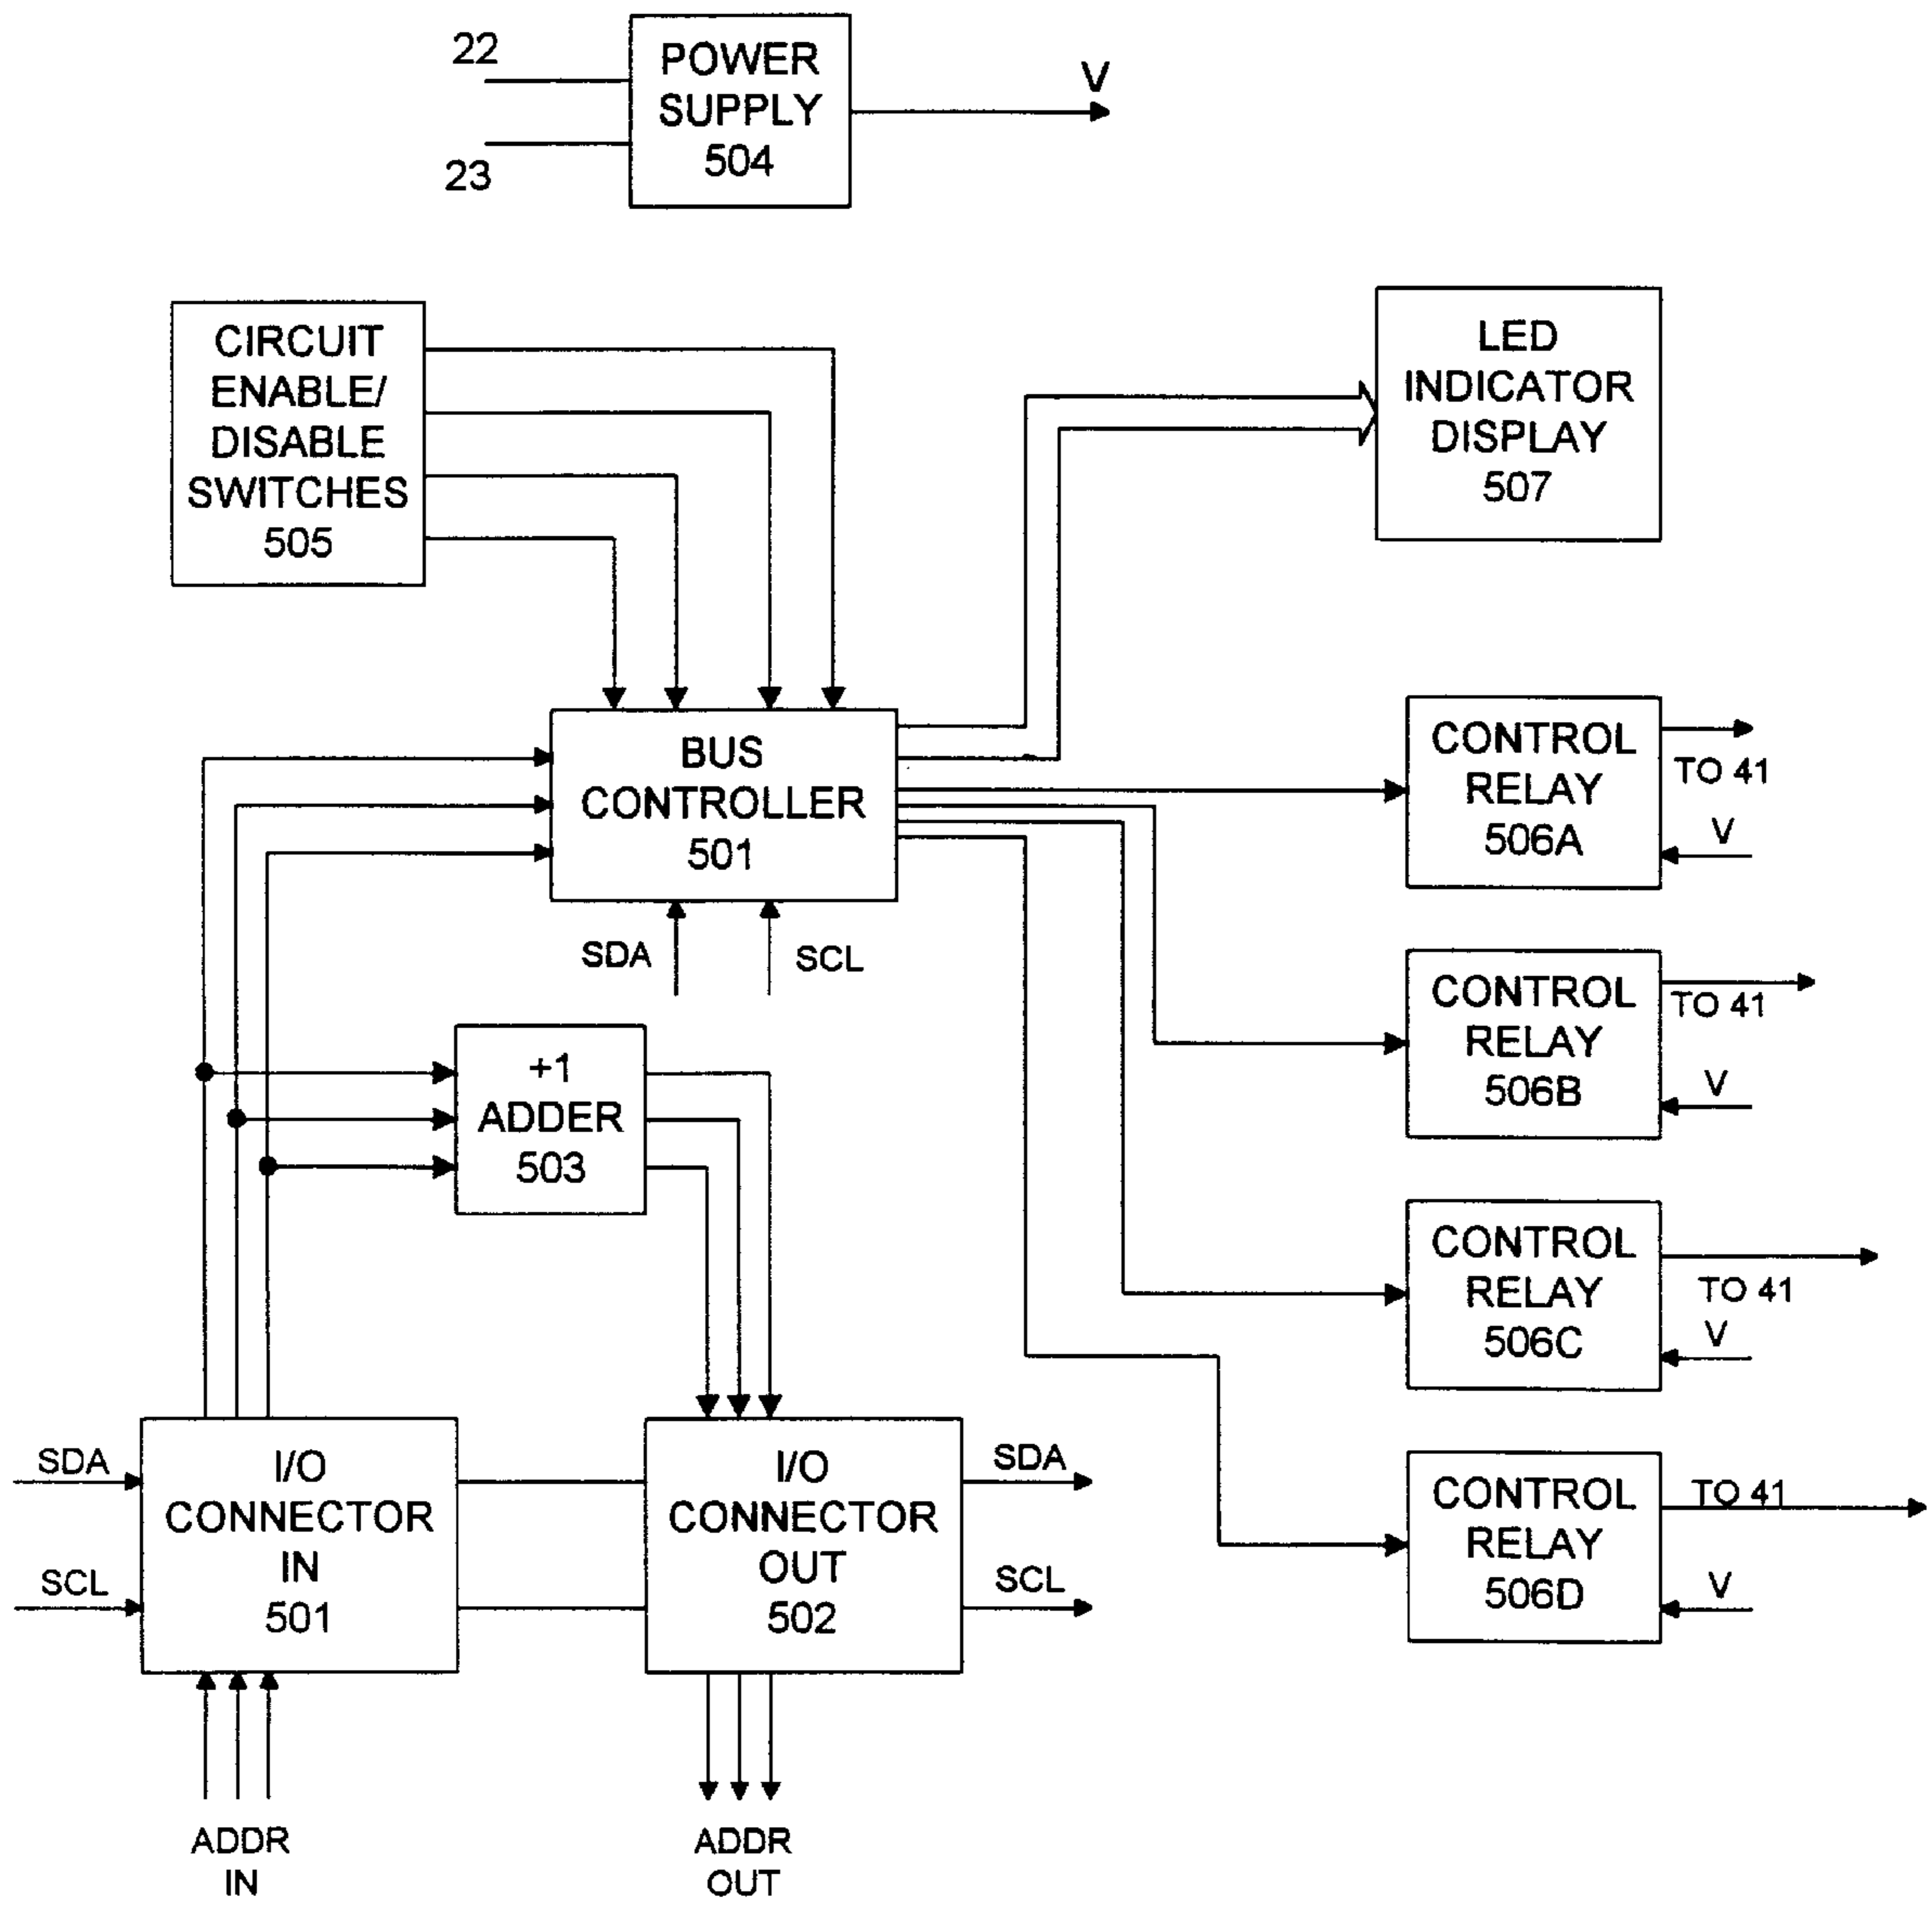 22
23
POWER
SUPPLY
504
V
CIRCUIT
ENABLE/
DISABLE
SWITCHES
505
LED
INDICATOR
DISPLAY
507
BUS
CONTROLLER
501
SDA
SCL
CONTROL
RELAY
506A
TO 41
V
CONTROL
RELAY
506B
TO 41
V
+1
ADDER
503
CONTROL
RELAY
506C
TO 41
V
SDA
SCL
I/O
CONNECTOR
IN
501
I/O
CONNECTOR
OUT
502
SDA
SCL
CONTROL
RELAY
506D
TO 41
V
ADDR
IN
ADDR
OUT